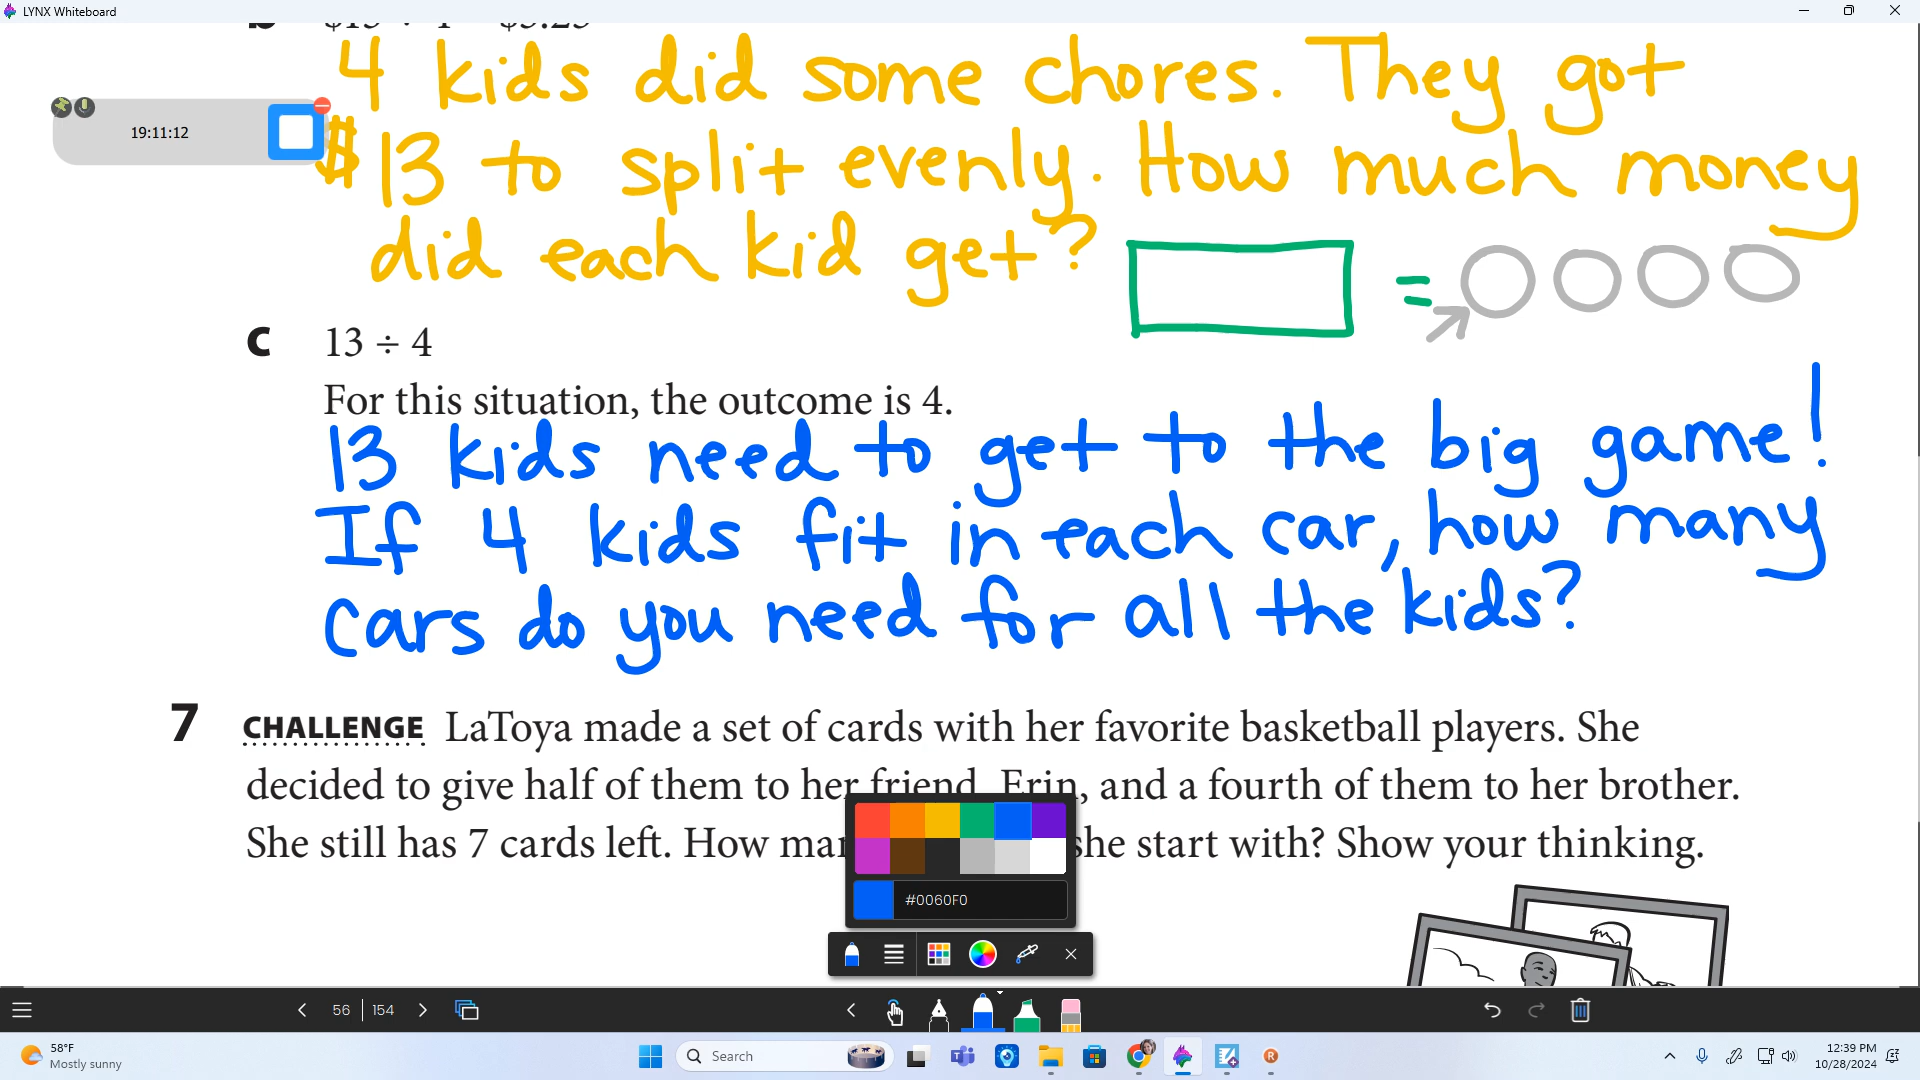 LYNX Whiteboard
4 kids did some chores. They got
19:11:12
$13 to split evenly. How much money
did each kid get?
=
C 13 ÷ 4
For this situation, the outcome is 4.
13 kids need to get to the big game!
If 4 kids fit in each car, how many
cars do you need for all the kids?
7 CHALLENGE LaToya made a set of cards with her favorite basketball players. She
decided to give half of them to her friend, Erin, and a fourth of them to her brother.
She still has 7 cards left. How she start with? Show your thinking.
#0060F0
56 154
58°F
Mostly sunny
Search
12:39 PM
10/28/2024